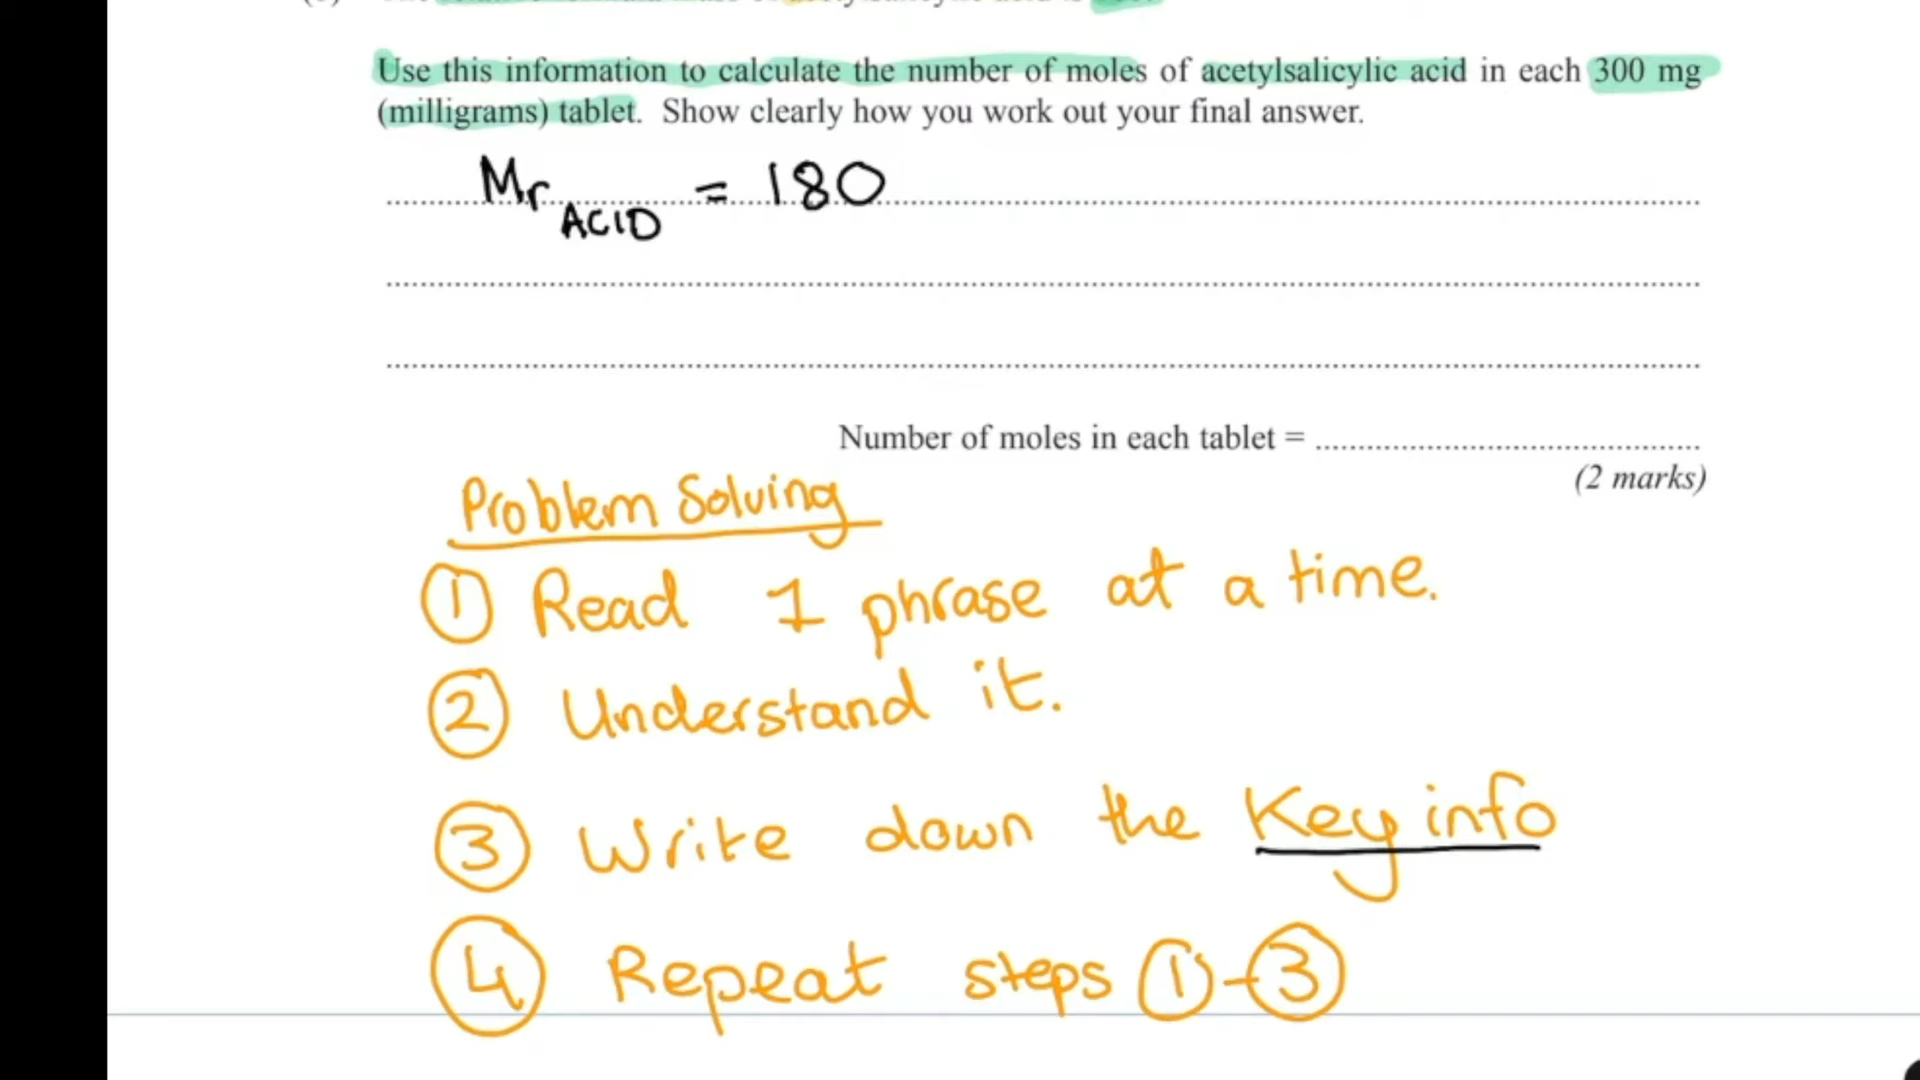 Use this information to calculate the number of moles of acetylsalicylic acid in each 300 mg
(milligrams) tablet. Show clearly how you work out your final answer.
Mr ACID = 180
Number of moles in each tablet =
(2 marks)
Problem Solving
① Read 1 phrase at a time.
② Understand it.
③ Write down the Key info
④ Repeat steps ①-③